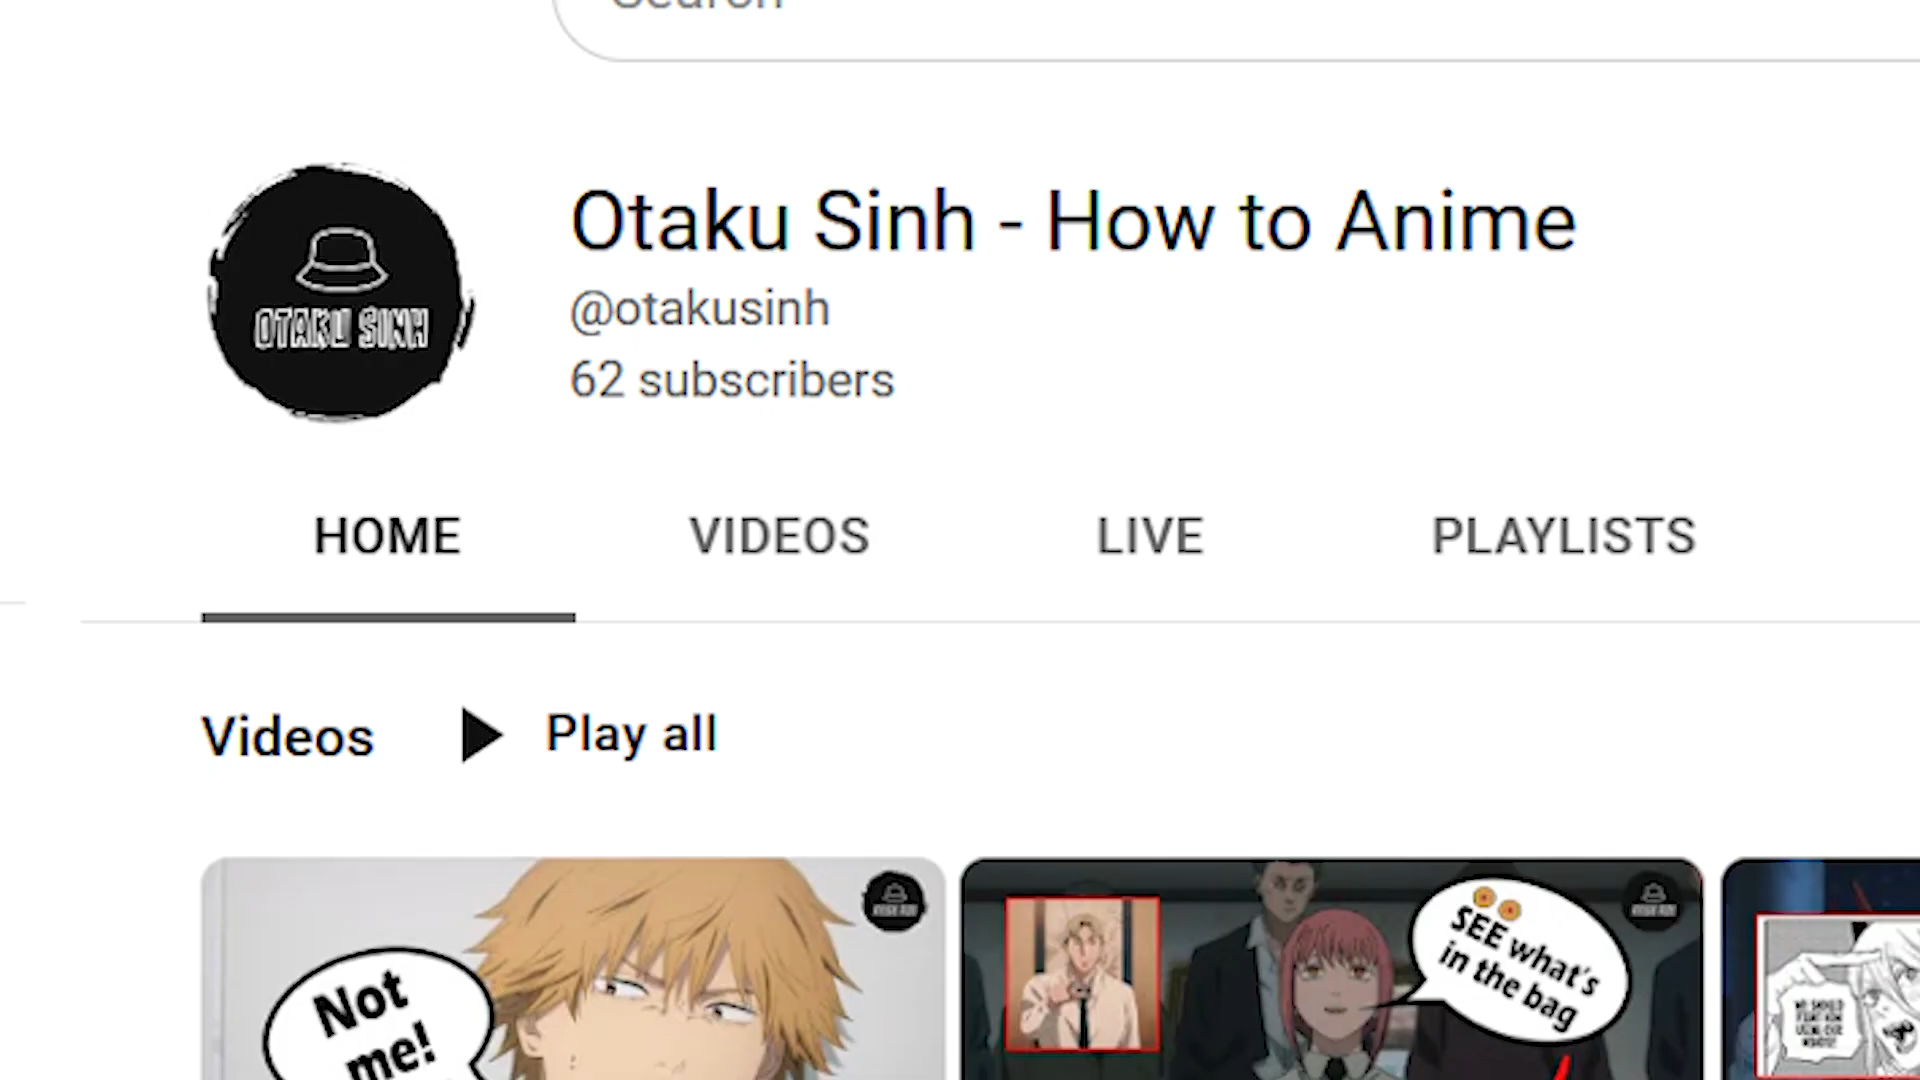 Search
OTAKU SINH
Otaku Sinh - How to Anime
@otakusinh
62 subscribers
HOME
VIDEOS
LIVE
PLAYLISTS
Videos
Play all
Not
me!
SEE what's
in the bag